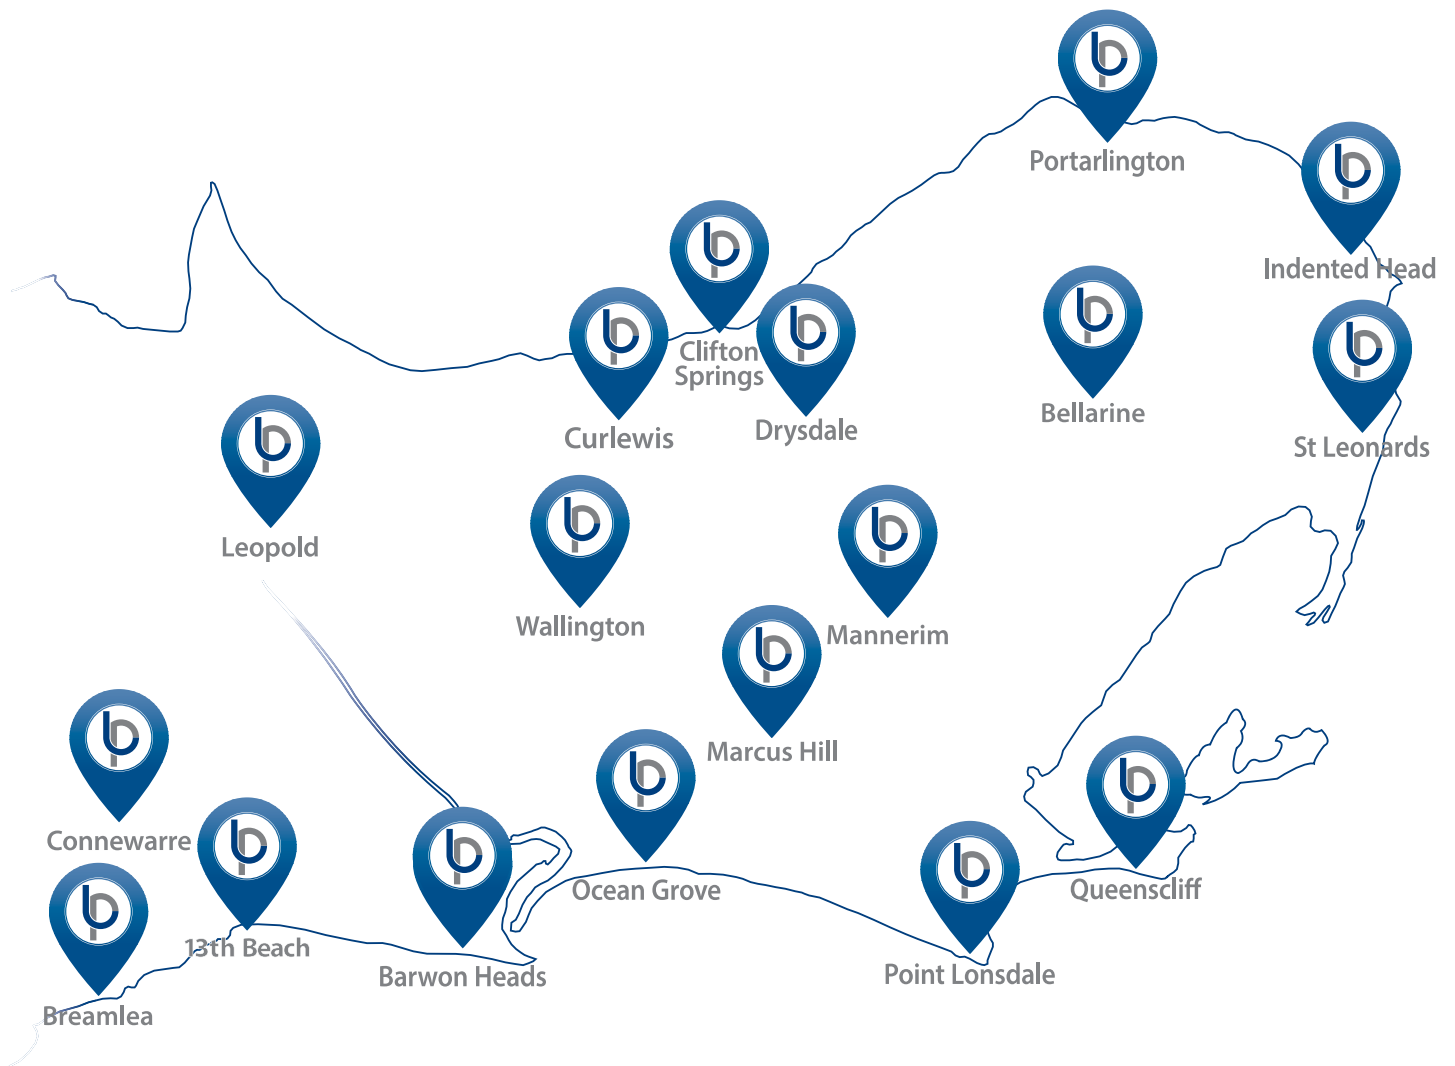 Portarlington
Indented Head
Clifton
Springs
Bellarine
Drysdale
Curlewis
St Leonards
Leopold
Wallington
Mannerim
Marcus Hill
Connewarre
Ocean Grove
Queenscliff
13th Beach
Barwon Heads
Point Lonsdale
Breamlea